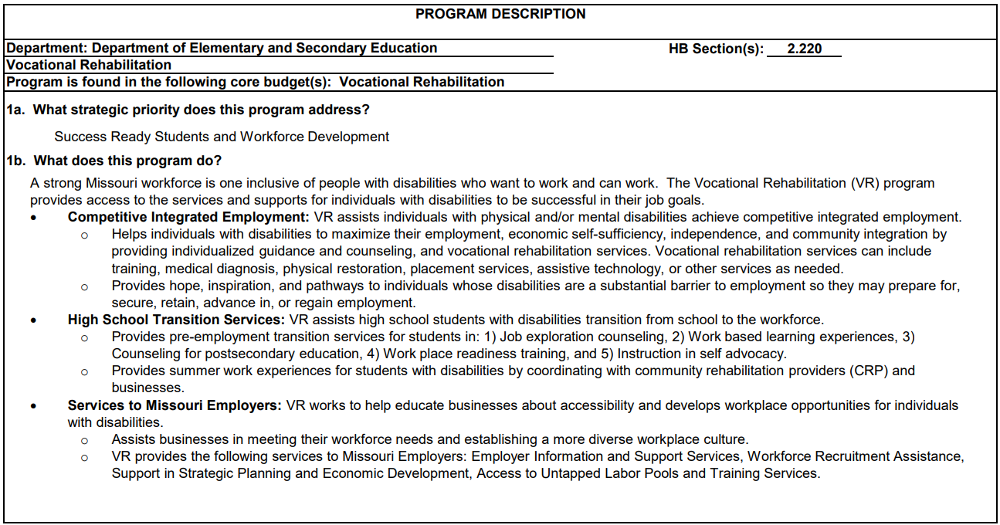 PROGRAM DESCRIPTION
Department: Department of Elementary and Secondary Education HB Section(s): 2.220
Vocational Rehabilitation
Program is found in the following core budget(s): Vocational Rehabilitation
1a. What strategic priority does this program address?
Success Ready Students and Workforce Development
1b. What does this program do?
A strong Missouri workforce is one inclusive of people with disabilities who want to work and can work. The Vocational Rehabilitation (VR) program
provides access to the services and supports for individuals with disabilities to be successful in their job goals.
• Competitive Integrated Employment: VR assists individuals with physical and/or mental disabilities achieve competitive integrated employment.
o Helps individuals with disabilities to maximize their employment, economic self-sufficiency, independence, and community integration by
providing individualized guidance and counseling, and vocational rehabilitation services. Vocational rehabilitation services can include
training, medical diagnosis, physical restoration, placement services, assistive technology, or other services as needed.
o Provides hope, inspiration, and pathways to individuals whose disabilities are a substantial barrier to employment so they may prepare for,
secure, retain, advance in, or regain employment.
• High School Transition Services: VR assists high school students with disabilities transition from school to the workforce.
o Provides pre-employment transition services for students in: 1) Job exploration counseling, 2) Work based learning experiences, 3)
Counseling for postsecondary education, 4) Work place readiness training, and 5) Instruction in self advocacy.
o Provides summer work experiences for students with disabilities by coordinating with community rehabilitation providers (CRP) and
businesses.
• Services to Missouri Employers: VR works to help educate businesses about accessibility and develops workplace opportunities for individuals
with disabilities.
o Assists businesses in meeting their workforce needs and establishing a more diverse workplace culture.
o VR provides the following services to Missouri Employers: Employer Information and Support Services, Workforce Recruitment Assistance,
Support in Strategic Planning and Economic Development, Access to Untapped Labor Pools and Training Services.